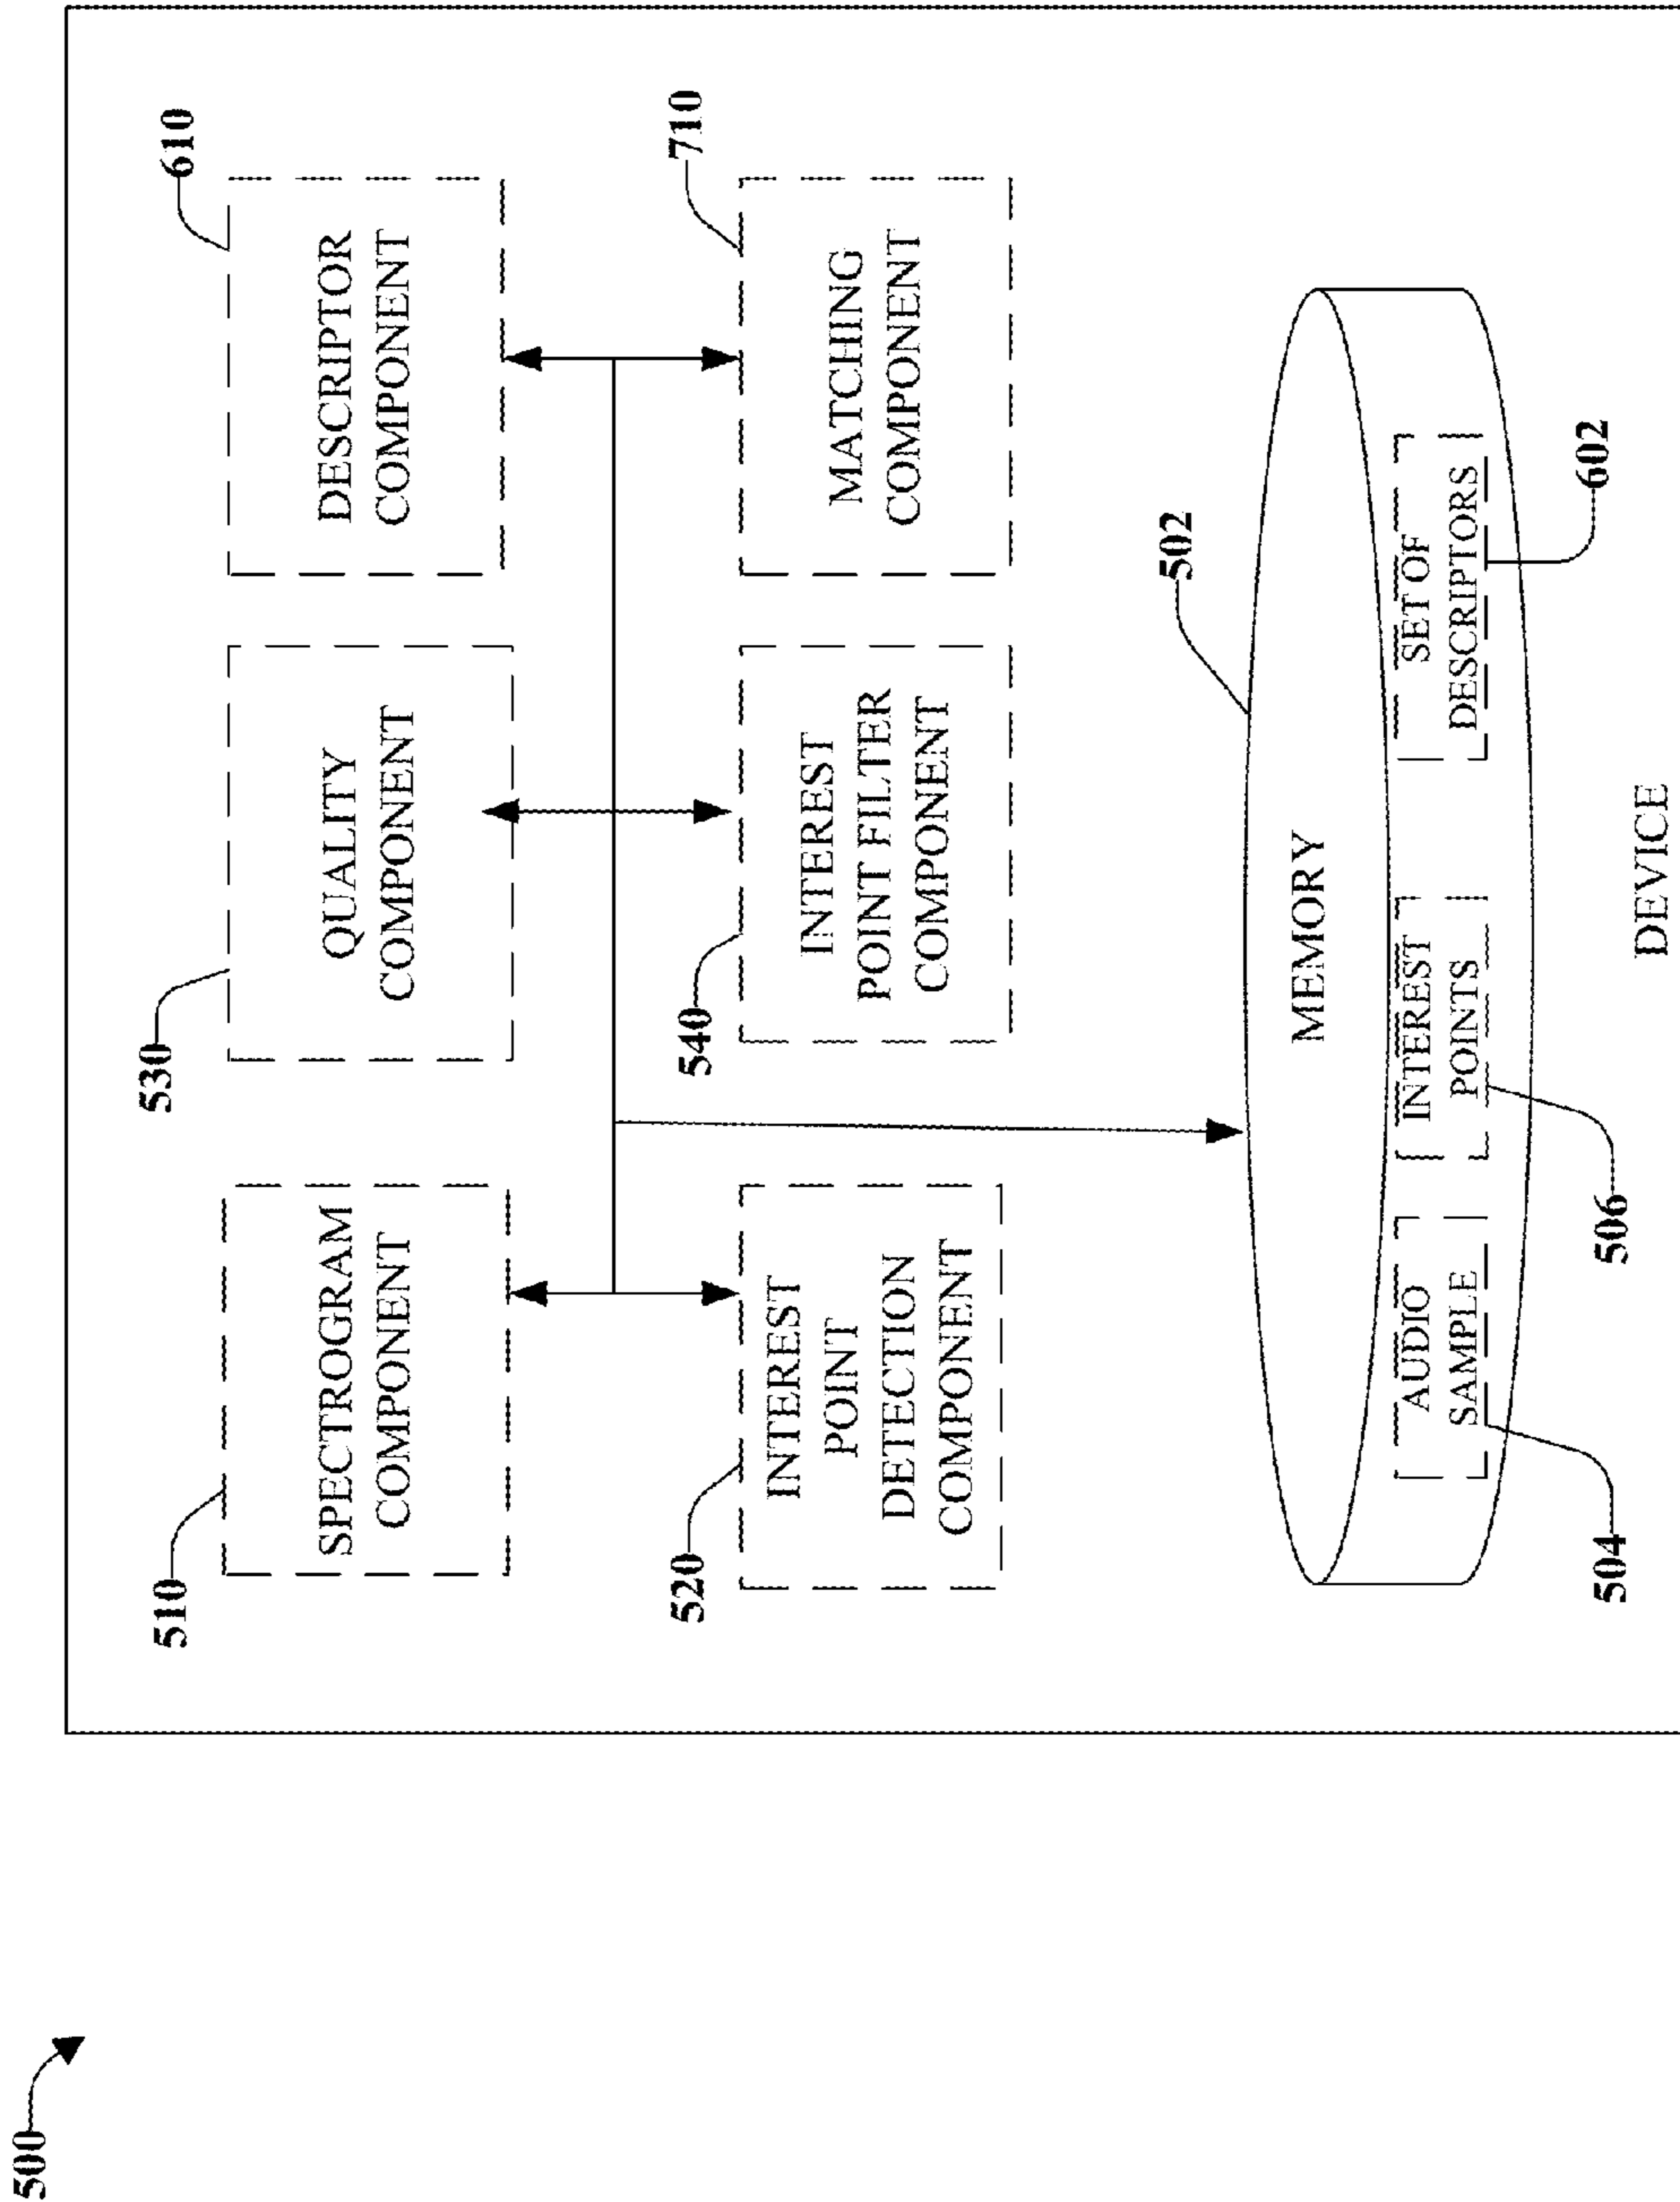 500
510
SPECTROGRAM
COMPONENT
530
QUALITY
COMPONENT
610
DESCRIPTOR
COMPONENT
520
INTEREST
POINT
DETECTION
COMPONENT
540
INTEREST
POINT FILTER
COMPONENT
710
MATCHING
COMPONENT
502
MEMORY
AUDIO
SAMPLE
INTEREST
POINTS
SET OF
DESCRIPTORS
504
506
602
DEVICE